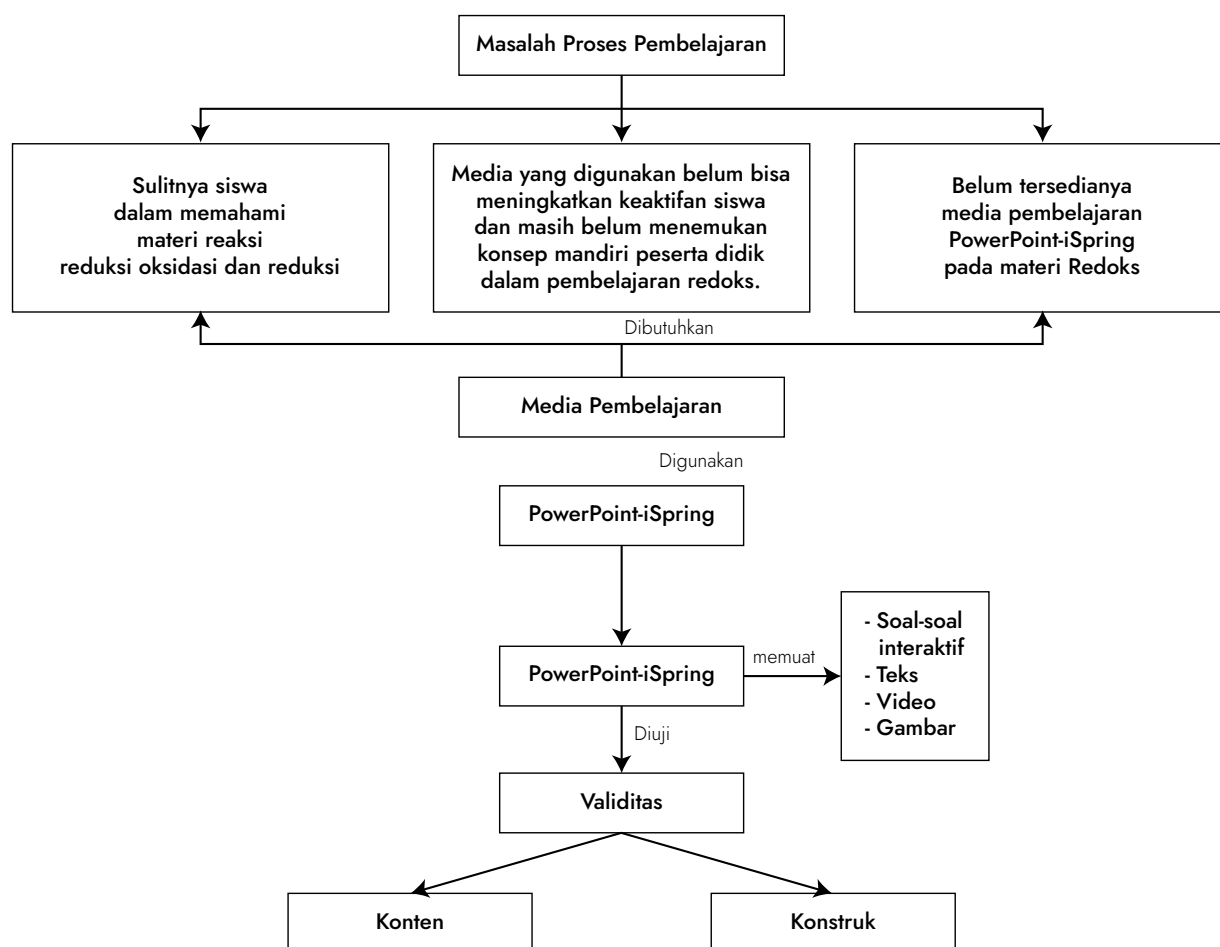 Masalah Proses Pembelajaran
Sulitnya siswa
dalam memahami
materi reaksi
reduksi oksidasi dan reduksi
Media yang digunakan belum bisa
meningkatkan keaktifan siswa
dan masih belum menemukan
konsep mandiri peserta didik
dalam pembelajaran redoks.
Belum tersedianya
media pembelajaran
PowerPoint-iSpring
pada materi Redoks
Dibutuhkan
Media Pembelajaran
Digunakan
PowerPoint-iSpring
PowerPoint-iSpring
memuat
- Soal-soal
interaktif
- Teks
- Video
- Gambar
Diuji
Validitas
Konten
Konstruk